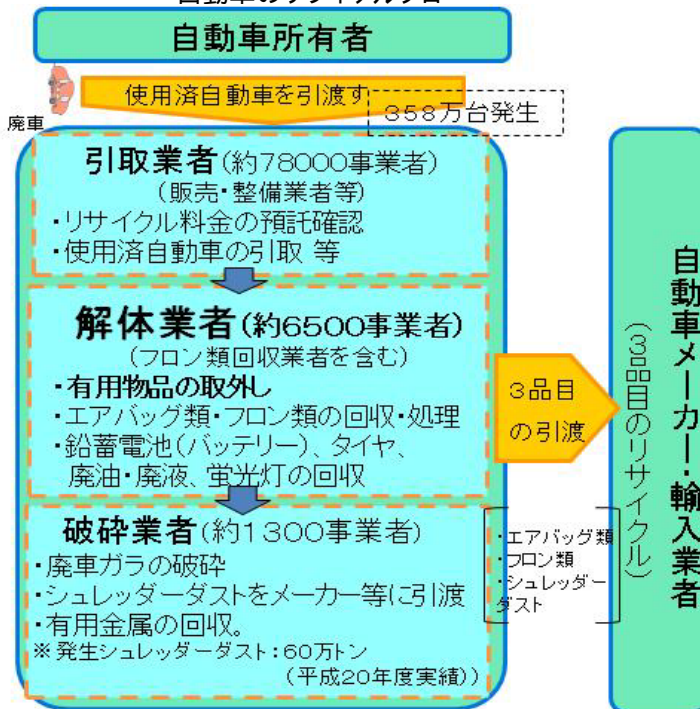 自動車のリサイクルフロー
自動車所有者
使用済自動車を引渡す
358万台発生
廃車
引取業者(約78000事業者)
(販売・整備業者等)
・リサイクル料金の預託確認
・使用済自動車の引取 等
解体業者(約6500事業者)
(フロン類回収業者を含む)
・有用物品の取外し
・エアバッグ類・フロン類の回収・処理
・鉛蓄電池(バッテリー)、タイヤ、
廃油・廃液、蛍光灯の回収
3品目
の引渡
破砕業者(約1300事業者)
・廃車ガラの破砕
・シュレッダーダストをメーカー等に引渡
・有用金属の回収。
※発生シュレッダーダスト:60万トン
(平成20年度実績))
・エアバッグ類
・フロン類
・シュレッダー
ダスト
自動車メーカー・輸入業者
(3品目のリサイクル)